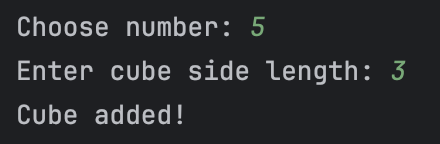 Choose number: 5
Enter cube side length: 3
Cube added!